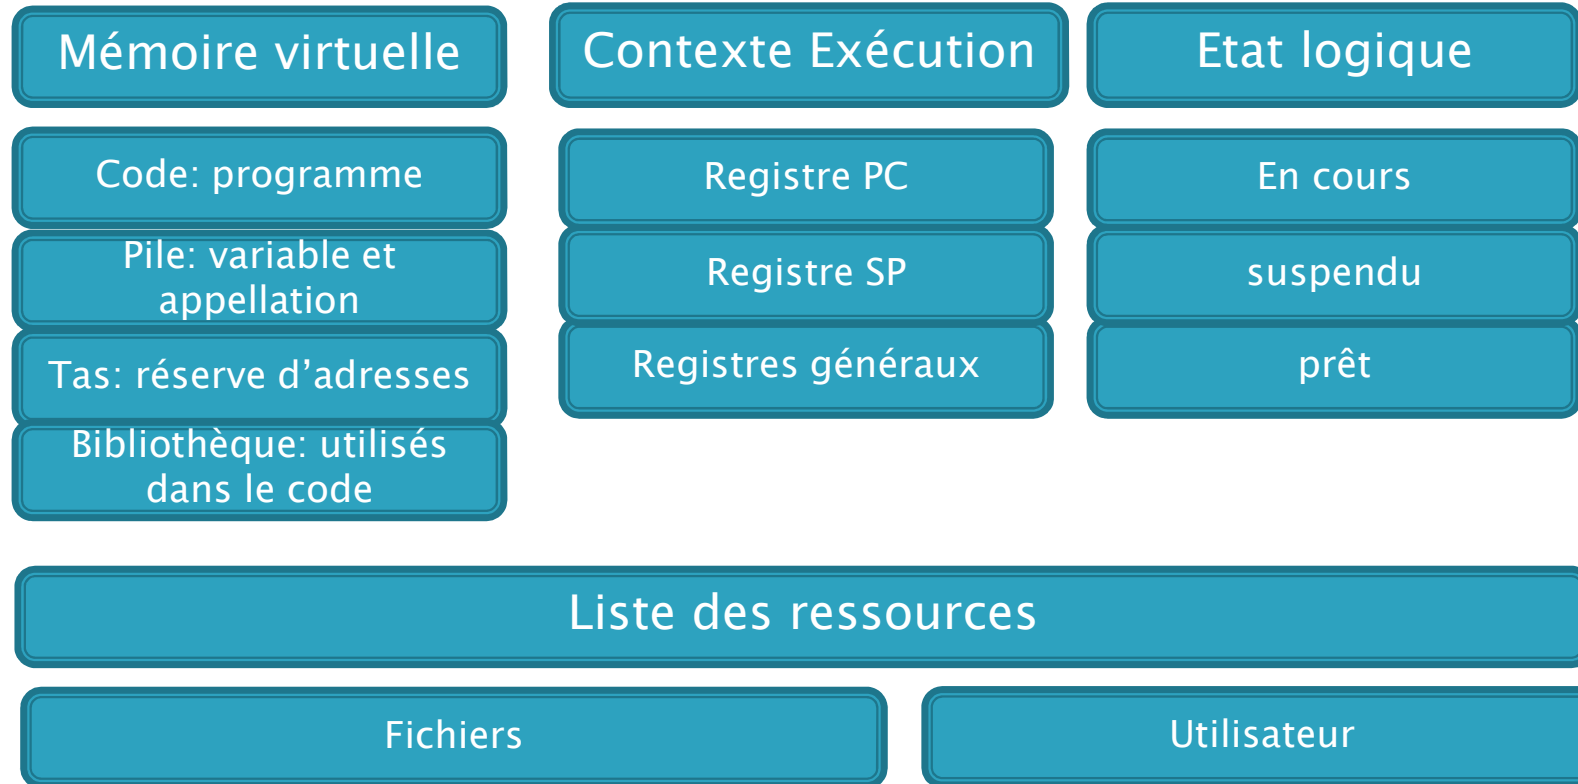 Mémoire virtuelle
Code: programme
Pile: variable et
appellation
Tas: réserve d’adresses
Bibliothèque: utilisés
dans le code
Contexte Exécution
Registre PC
Registre SP
Registres généraux
Etat logique
En cours
suspendu
prêt
Liste des ressources
Fichiers
Utilisateur